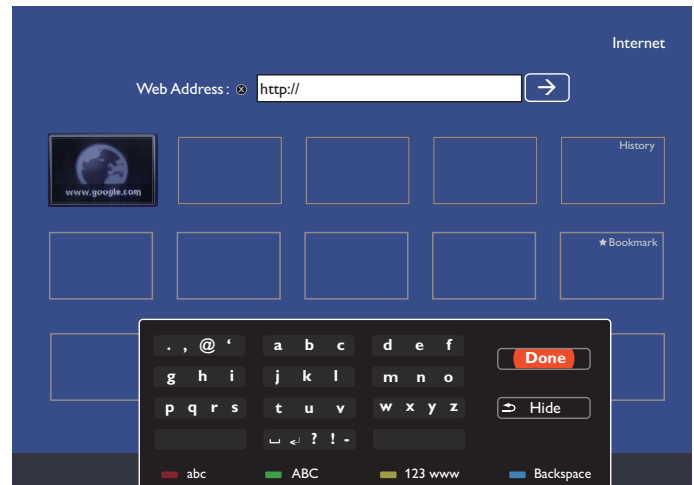 Internet
Web Address : http://
www.google.com
History
★Bookmark
. , @ ‘ a b c d e f
Done
g h i j k l m n o
p q r s t u v w x y z
Hide
␣ ↵ ? ! -
abc ABC 123 www Backspace